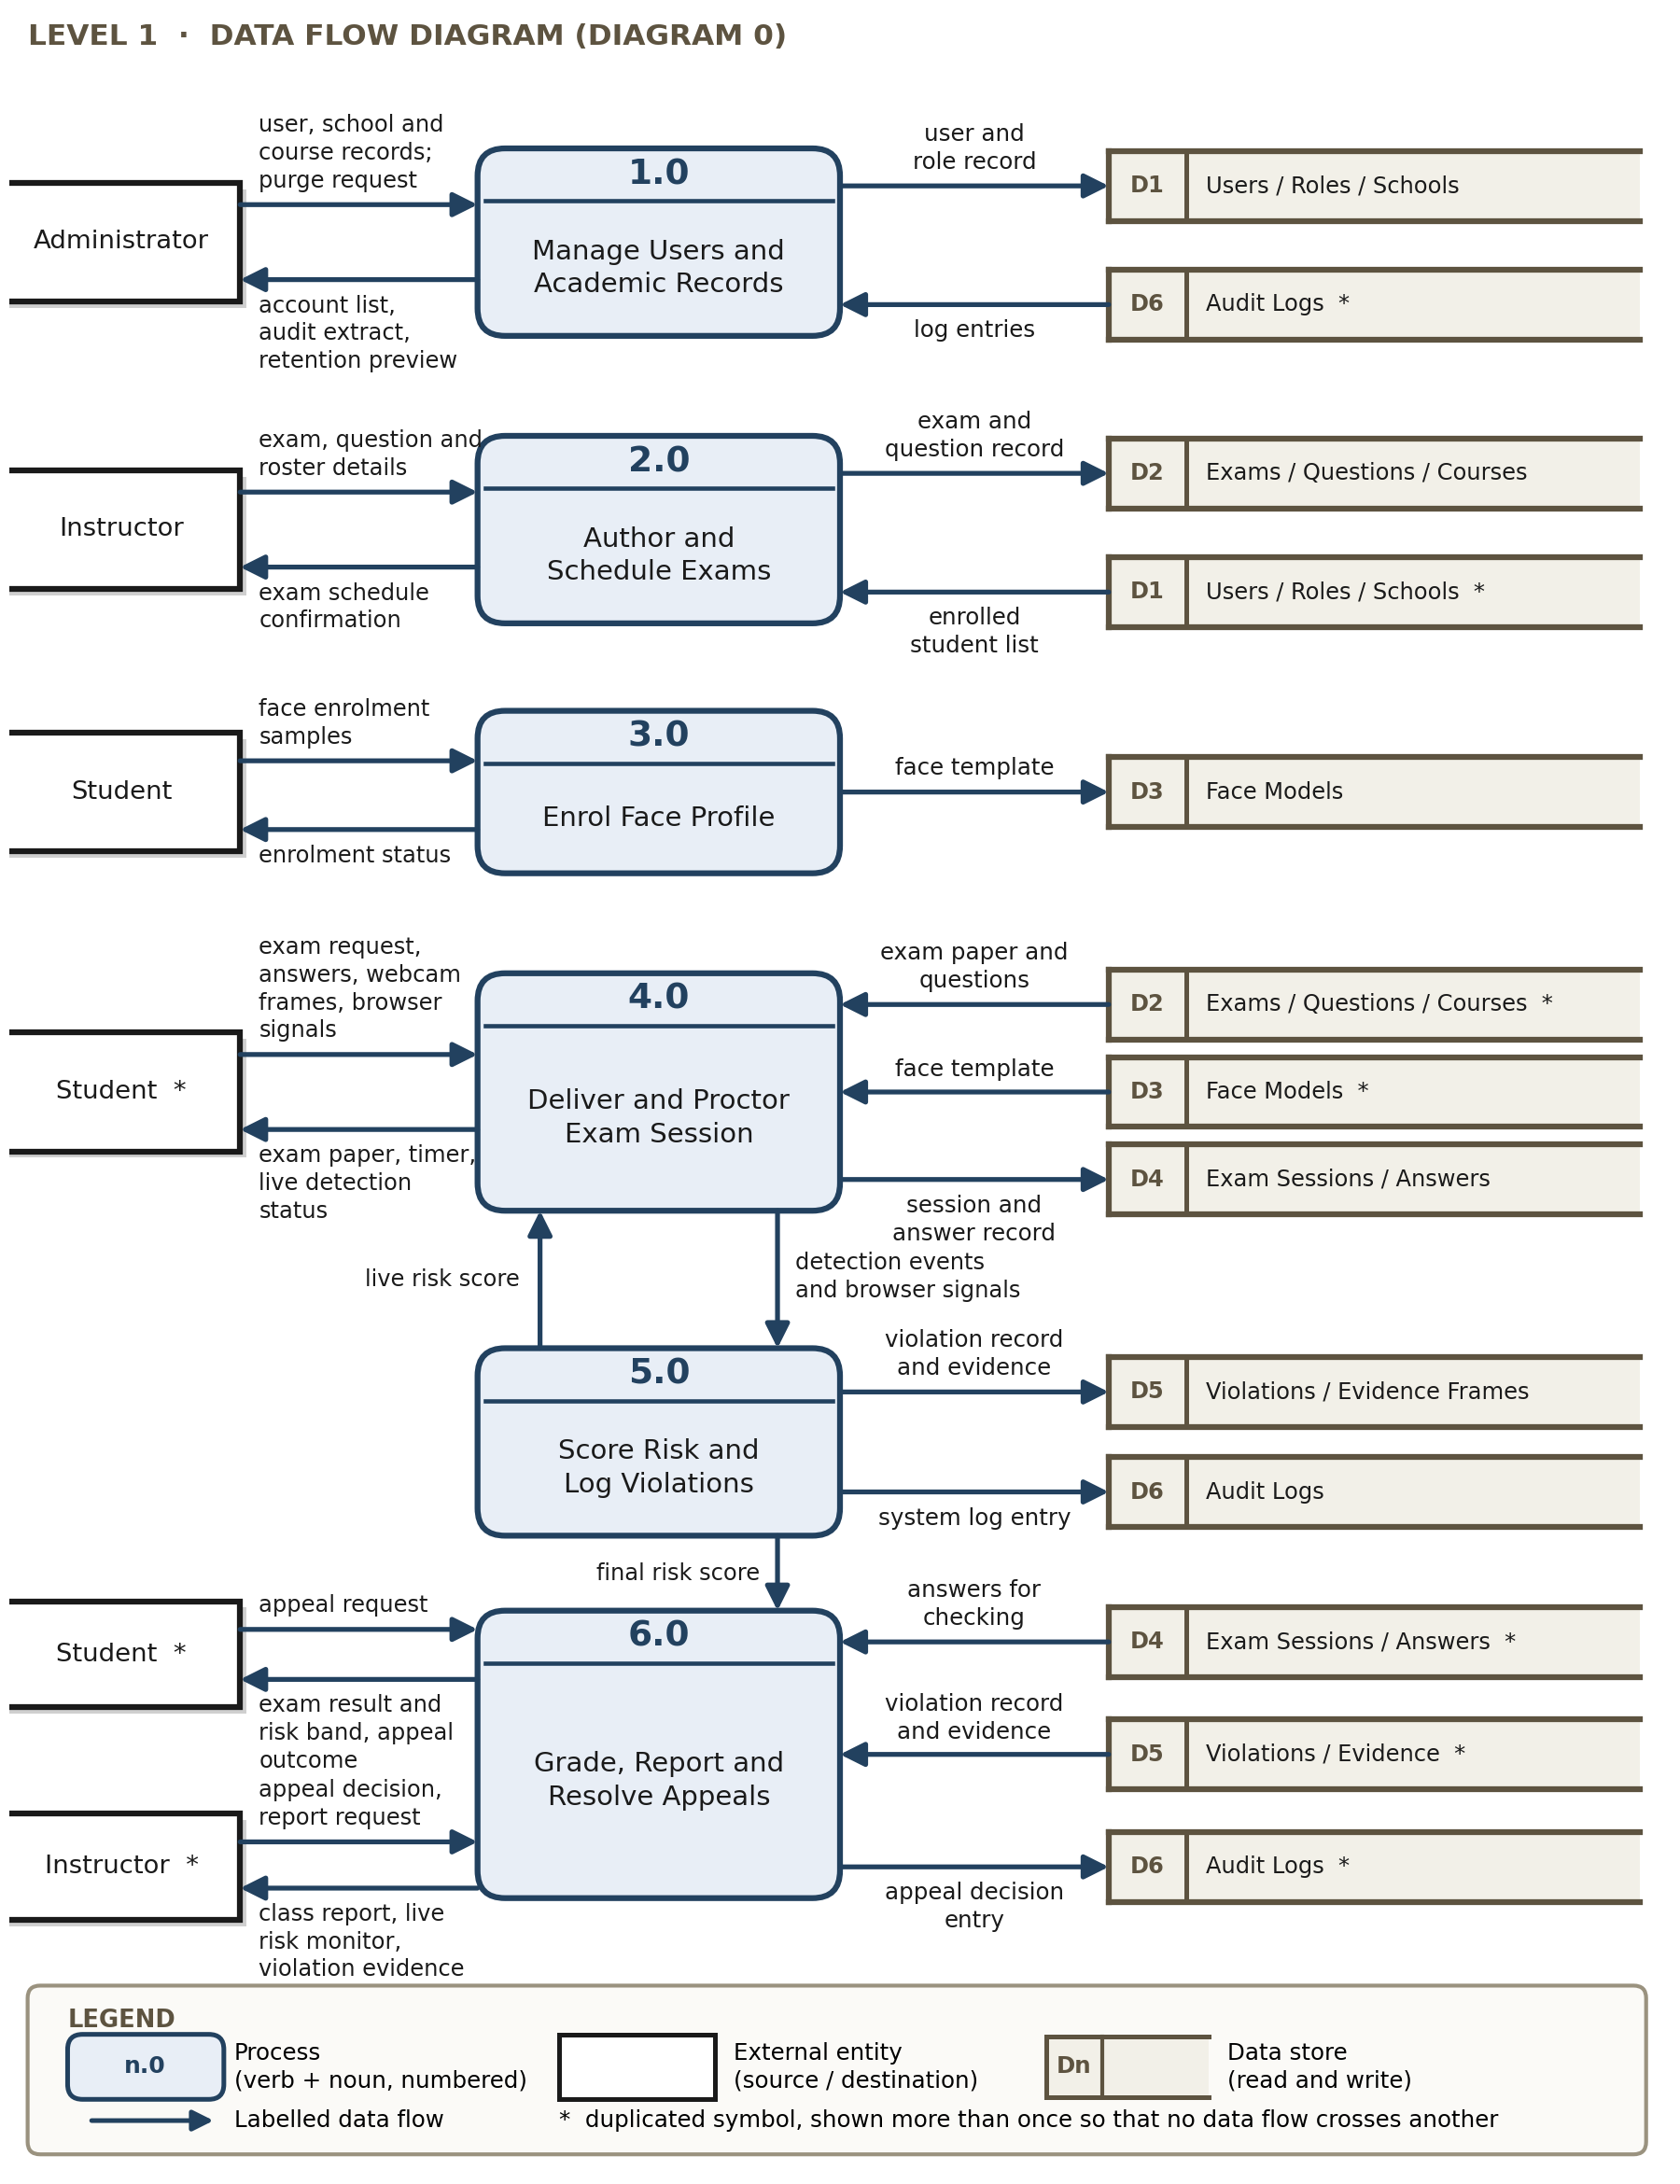 LEVEL 1 · DATA FLOW DIAGRAM (DIAGRAM 0)
user, school and
course records;
purge request
Administrator
account list,
audit extract,
retention preview
1.0
Manage Users and
Academic Records
user and
role record
D1 Users / Roles / Schools
log entries
D6 Audit Logs *
exam, question and
roster details
Instructor
exam schedule
confirmation
2.0
Author and
Schedule Exams
exam and
question record
D2 Exams / Questions / Courses
enrolled
student list
D1 Users / Roles / Schools *
face enrolment
samples
Student
enrolment status
3.0
Enrol Face Profile
face template
D3 Face Models
exam request,
answers, webcam
frames, browser
signals
Student *
exam paper, timer,
live detection
status
4.0
Deliver and Proctor
Exam Session
exam paper and
questions
D2 Exams / Questions / Courses *
face template
D3 Face Models *
session and
answer record
D4 Exam Sessions / Answers
live risk score
detection events
and browser signals
5.0
Score Risk and
Log Violations
violation record
and evidence
D5 Violations / Evidence Frames
system log entry
D6 Audit Logs
final risk score
appeal request
Student *
exam result and
risk band, appeal
outcome
appeal decision,
report request
Instructor *
class report, live
risk monitor,
violation evidence
6.0
Grade, Report and
Resolve Appeals
answers for
checking
D4 Exam Sessions / Answers *
violation record
and evidence
D5 Violations / Evidence *
appeal decision
entry
D6 Audit Logs *
LEGEND
n.0
Process
(verb + noun, numbered)
External entity
(source / destination)
Dn
Data store
(read and write)
Labelled data flow
* duplicated symbol, shown more than once so that no data flow crosses another